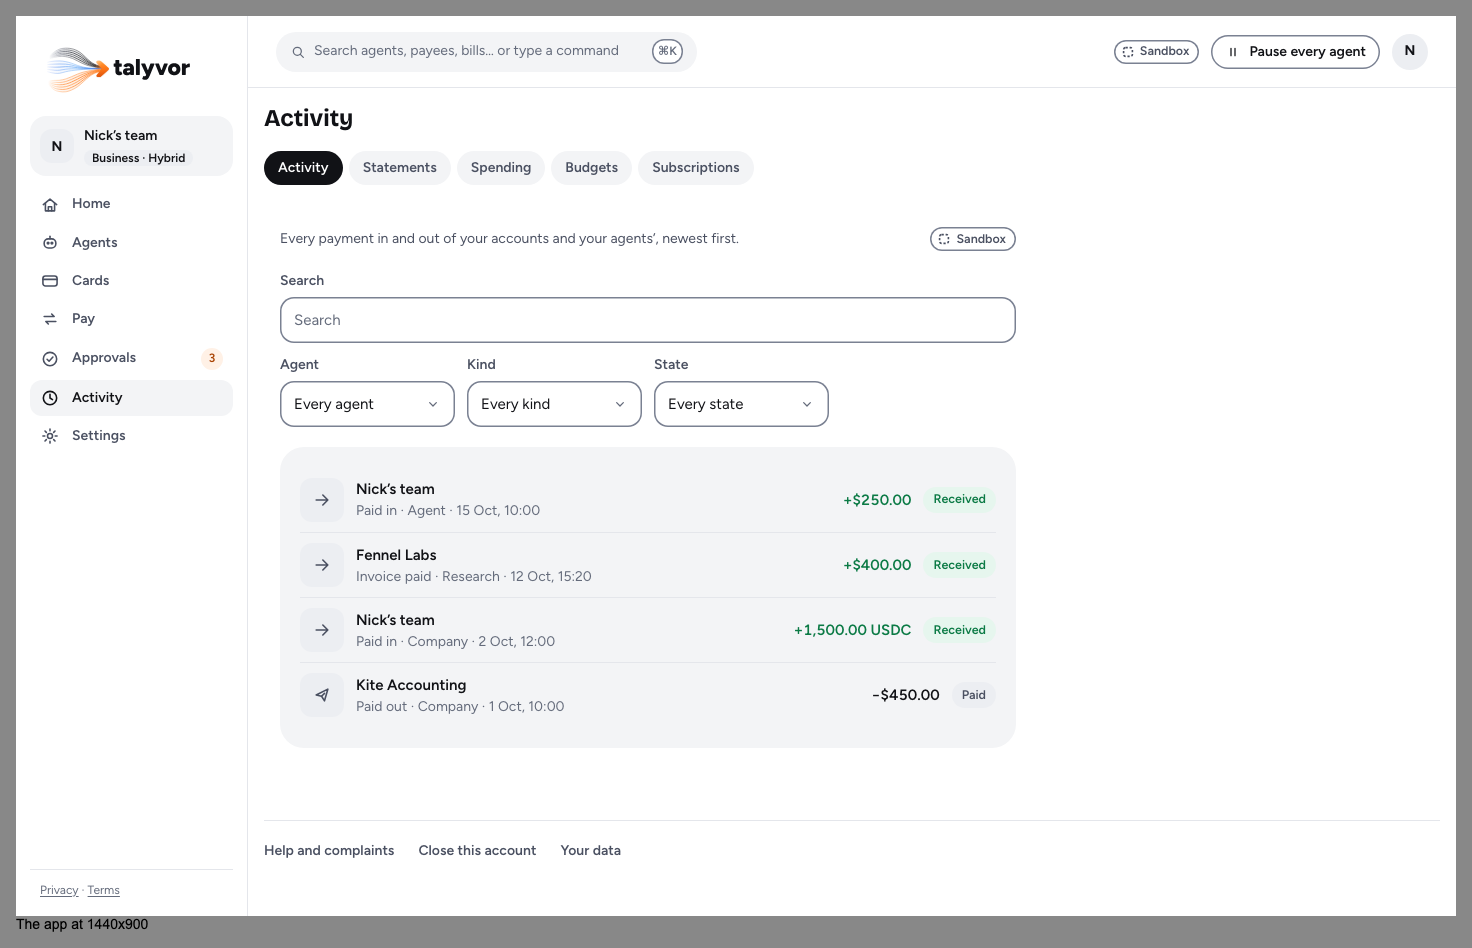 talyvor
Search agents, payees, bills... or type a command
⌘K
Sandbox
Pause every agent
N
N
Nick's team
Business · Hybrid
Home
Agents
Cards
Pay
Approvals
3
Activity
Settings
Privacy · Terms
Activity
Activity
Statements
Spending
Budgets
Subscriptions
Every payment in and out of your accounts and your agents', newest first.
Sandbox
Search
Search
Agent
Kind
State
Every agent
Every kind
Every state
Nick's team
Paid in · Agent · 15 Oct, 10:00
+$250.00
Received
Fennel Labs
Invoice paid · Research · 12 Oct, 15:20
+$400.00
Received
Nick's team
Paid in · Company · 2 Oct, 12:00
+1,500.00 USDC
Received
Kite Accounting
Paid out · Company · 1 Oct, 10:00
-$450.00
Paid
Help and complaints
Close this account
Your data
The app at 1440x900